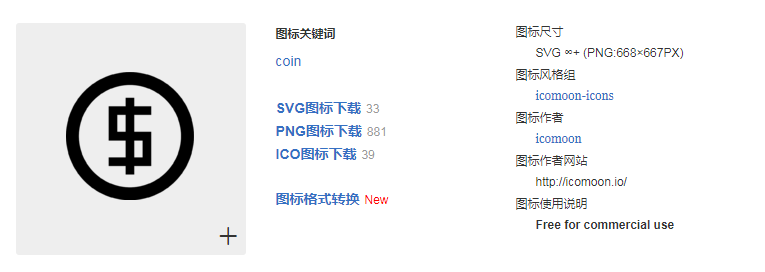 $
图标关键词
coin
SVG图标下载 33
PNG图标下载 881
ICO图标下载 39
图标格式转换 New
图标尺寸
SVG ∞+ (PNG:668×667PX)
图标风格组
icomoon-icons
图标作者
icomoon
图标作者网站
http://icomoon.io/
图标使用说明
Free for commercial use